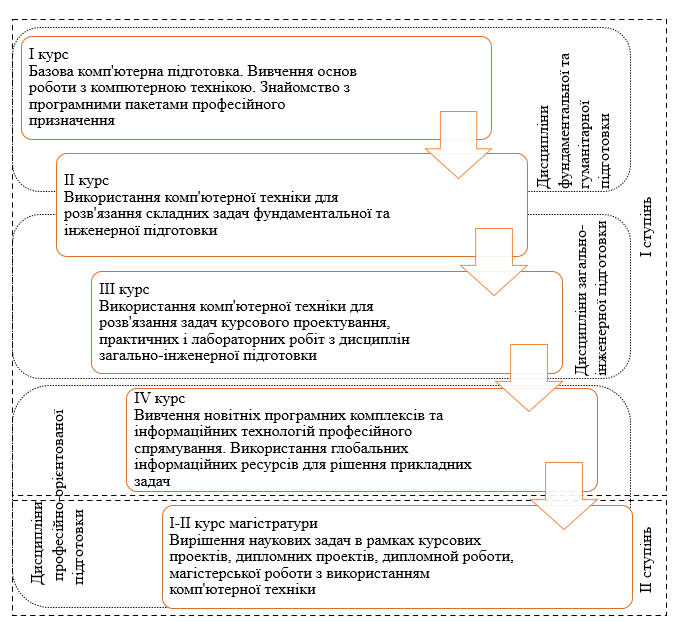 I курс
Базова комп'ютерна підготовка. Вивчення основ
роботи з компютерною технікою. Знайомство з
програмними пакетами професійного
призначення
Дисципліни
фундаментальної та
гуманітарної
підготовки
II курс
Використання комп'ютерної техніки для
розв'язання складних задач фундаментальної та
інженерної підготовки
I ступінь
III курс
Використання комп'ютерної техніки для
розв'язання задач курсового проектування,
практичних і лабораторних робіт з дисциплін
загально-інженерної підготовки
Дисципліни загально-
інженерної підготовки
IV курс
Вивчення новітніх програмних комплексів та
інформаційних технологій професійного
спрямування. Використання глобальних
інформаційних ресурсів для рішення прикладних
задач
Дисципліни
професійно-орієнтованої
підготовки
I-II курс магістратури
Вирішення наукових задач в рамках курсових
проектів, дипломних проектів, дипломної роботи,
магістерської роботи з використанням
комп'ютерної техніки
II ступінь